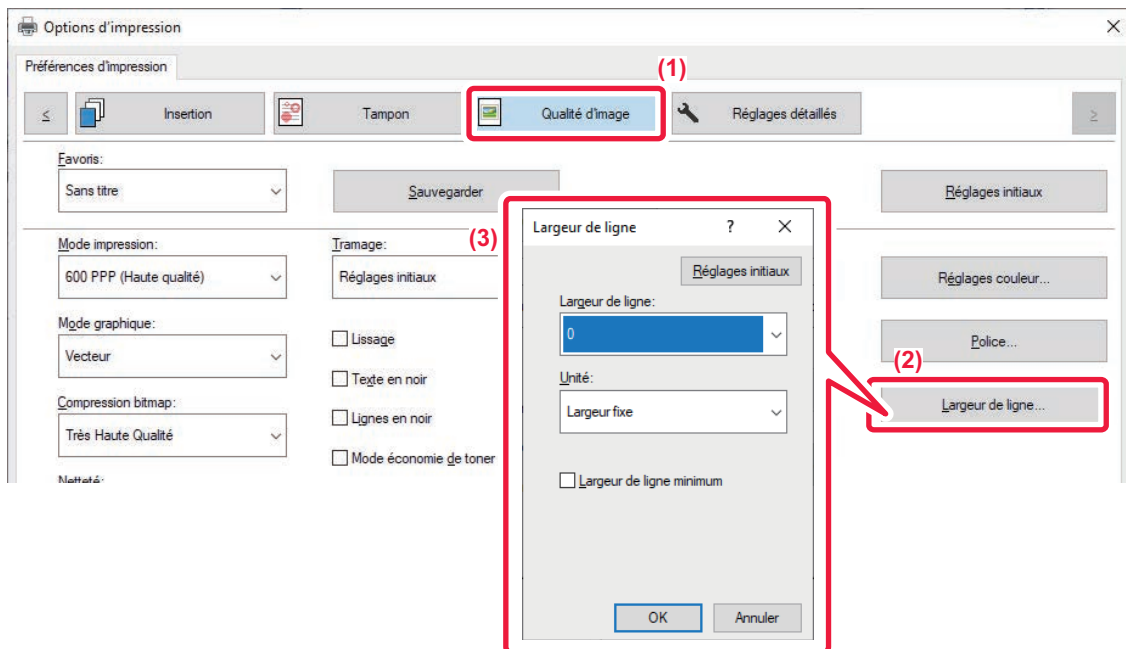 Options d'impression
Préférences d'impression
(1)
<
Insertion
Tampon
Qualité d'image
Réglages détaillés
>
Favoris:
Sans titre
Sauvegarder
Réglages initiaux
Mode impression:
600 PPP (Haute qualité)
Tramage:
Réglages initiaux
Réglages couleur...
Mode graphique:
Vecteur
Lissage
Texte en noir
Police...
Compression bitmap:
Très Haute Qualité
Lignes en noir
Mode économie de toner
(2)
Largeur de ligne...
Netteté:
(3)
Largeur de ligne
?
Réglages initiaux
Largeur de ligne:
0
Unité:
Largeur fixe
Largeur de ligne minimum
OK
Annuler